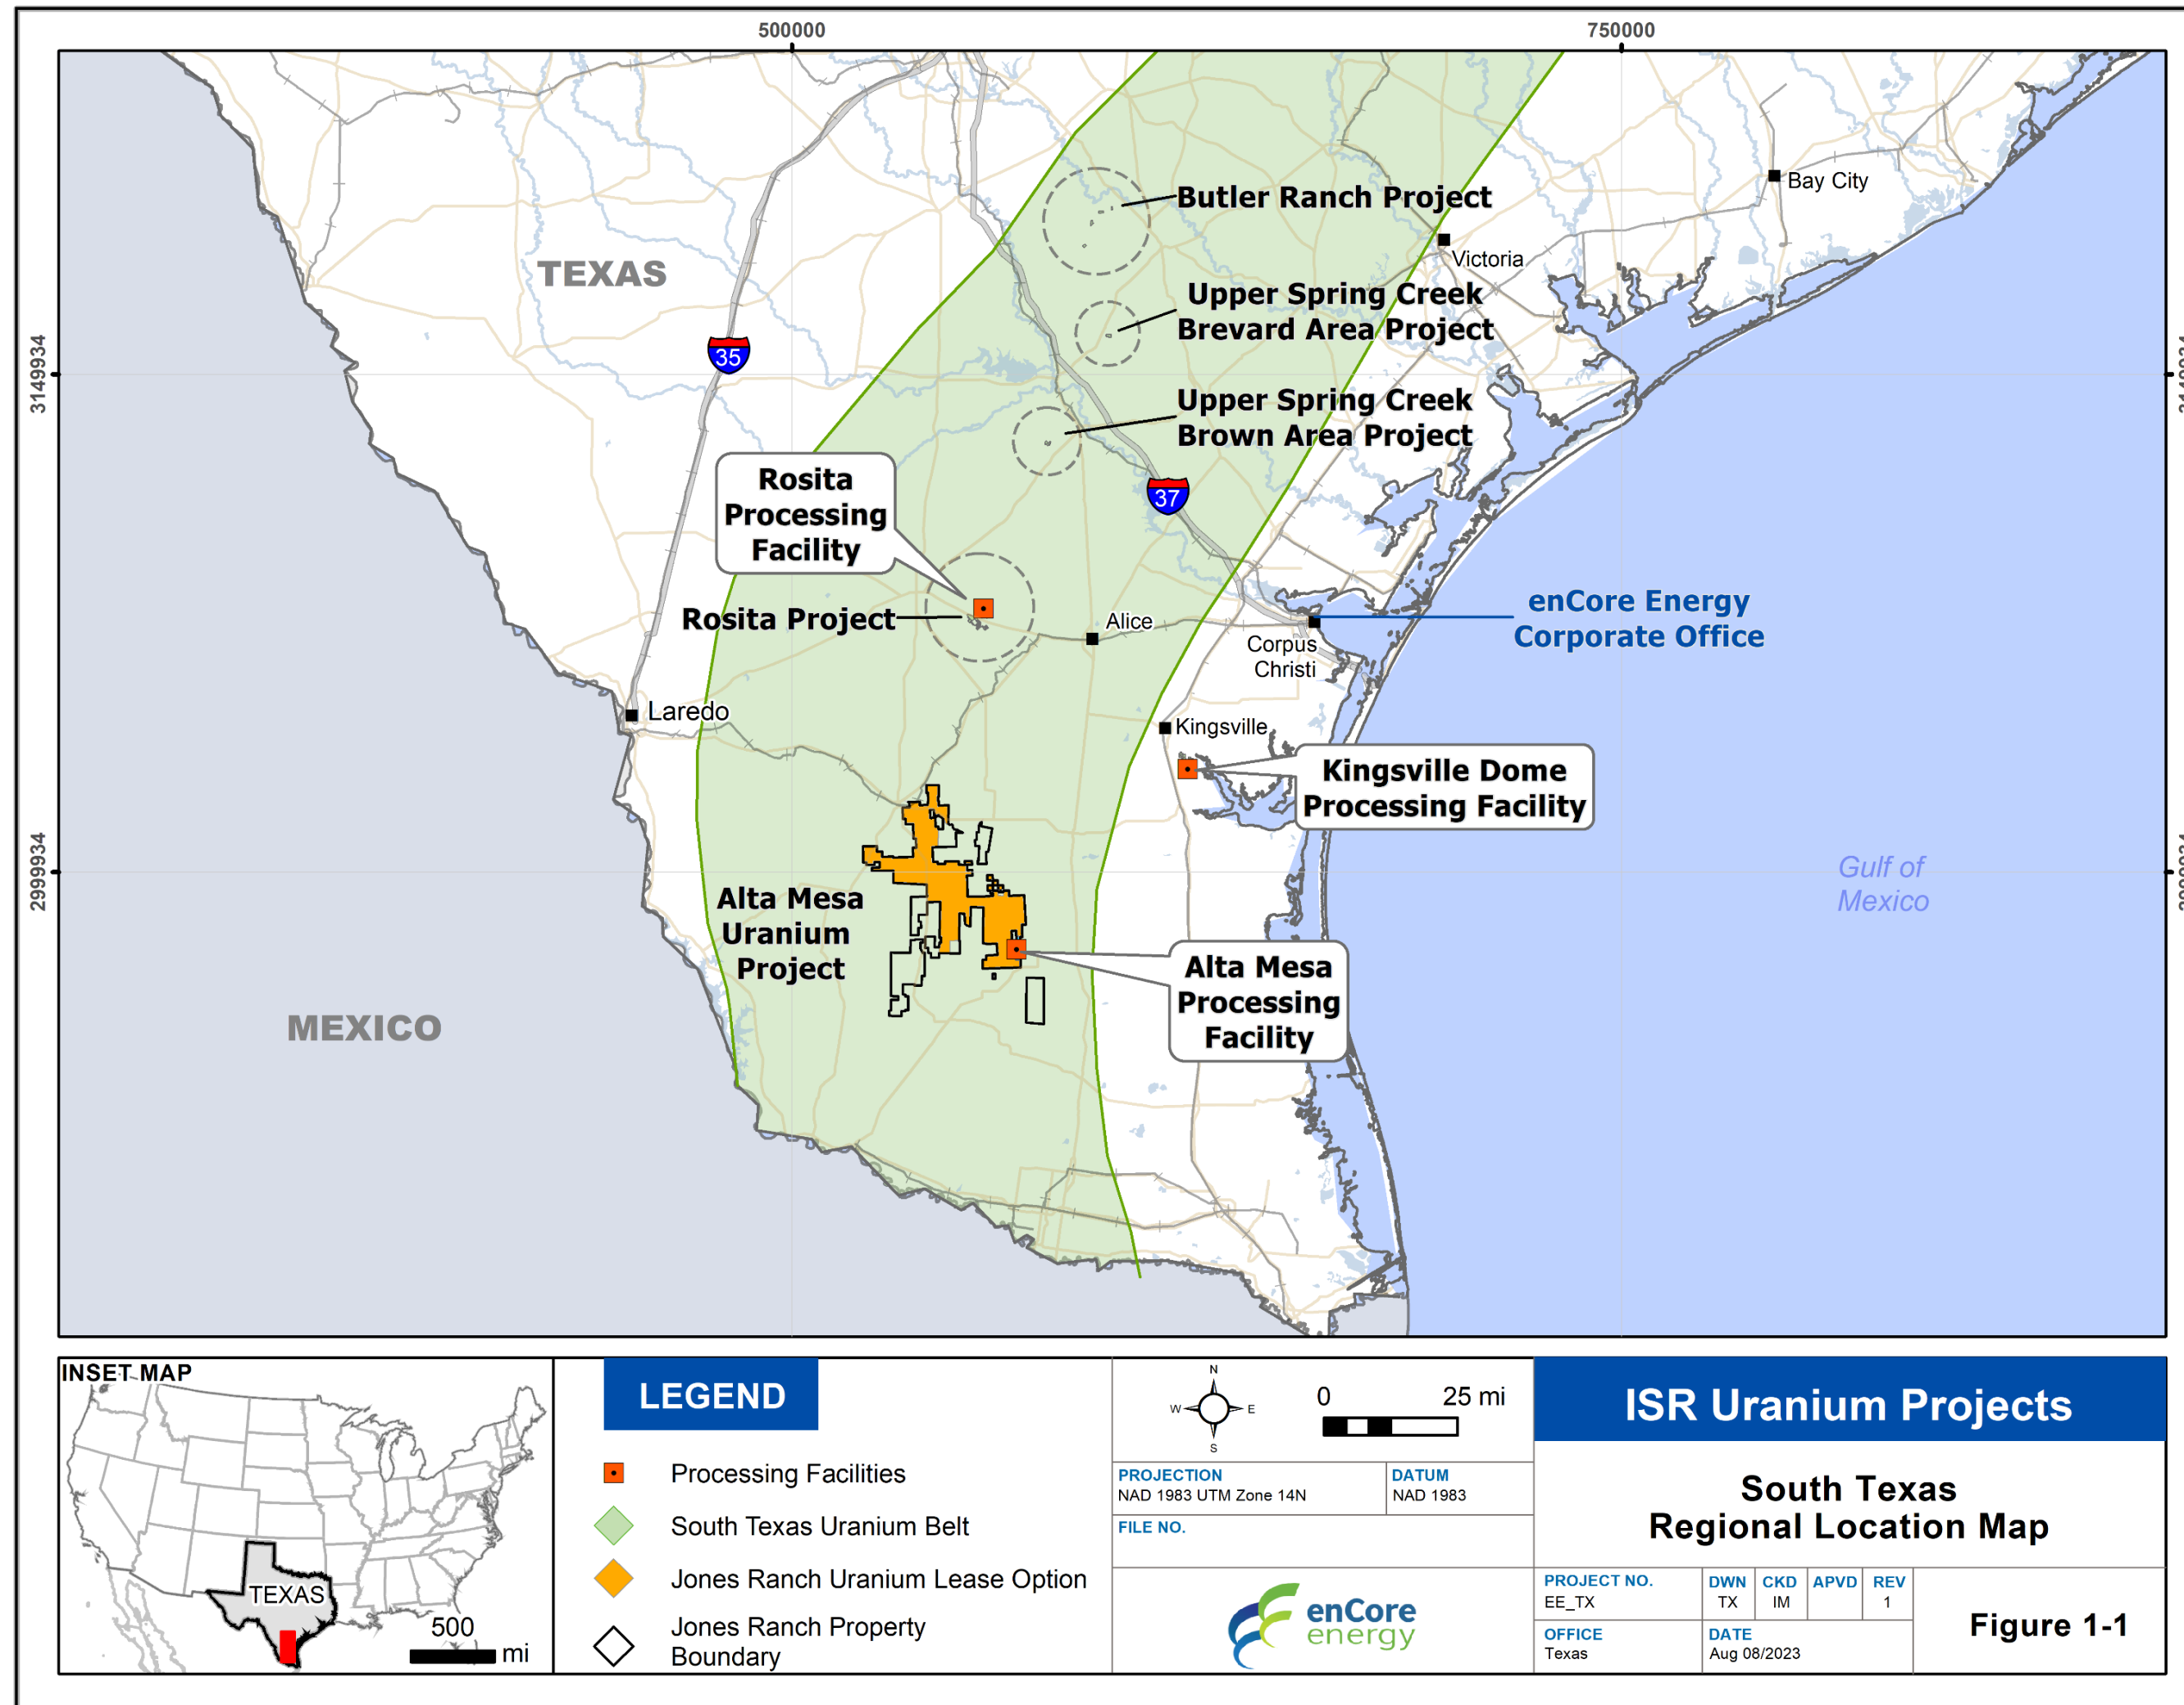 500000
750000
3149934
2999934
TEXAS
35
37
Butler Ranch Project
Upper Spring Creek
Brevard Area Project
Upper Spring Creek
Brown Area Project
Bay City
Victoria
Rosita
Processing
Facility
Rosita Project
Alice
Corpus
Christi
enCore Energy
Corporate Office
Laredo
Kingsville
Kingsville Dome
Processing Facility
Alta Mesa
Uranium
Project
Alta Mesa
Processing
Facility
Gulf of
Mexico
MEXICO
INSET MAP
TEXAS
500
mi
LEGEND
Processing Facilities
South Texas Uranium Belt
Jones Ranch Uranium Lease Option
Jones Ranch Property
Boundary
N
W
E
S
0 25 mi
PROJECTION
NAD 1983 UTM Zone 14N
DATUM
NAD 1983
FILE NO.
enCore
energy
ISR Uranium Projects
South Texas
Regional Location Map
PROJECT NO.
EE_TX
DWN
TX
CKD
IM
APVD
REV
1
OFFICE
Texas
DATE
Aug 08/2023
Figure 1-1